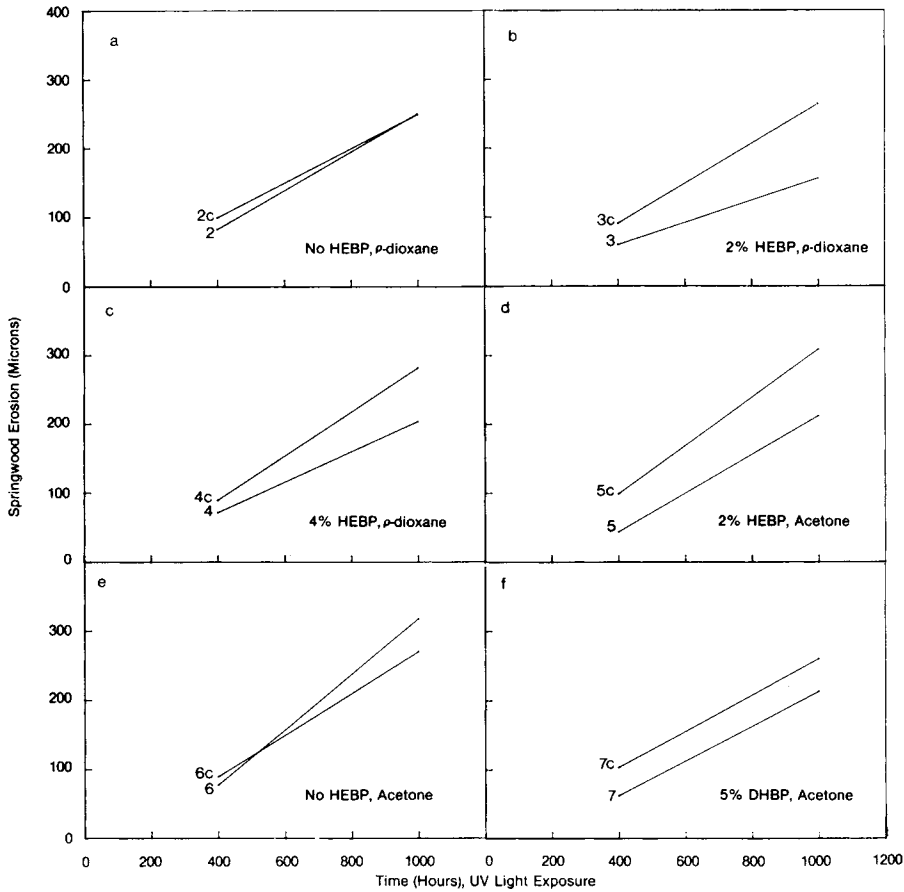 400
a
300
200
2c
100
2
No HEBP, ρ-dioxane
0
b
3c
3
2% HEBP, ρ-dioxane
c
300
200
100
4c
4
4% HEBP, ρ-dioxane
0
d
5c
5
2% HEBP, Acetone
e
300
200
100
6c
6
No HEBP, Acetone
0
f
7c
7
5% DHBP, Acetone
0 200 400 600 800 1000 0 200 400 600 800 1000 1200
Time (Hours), UV Light Exposure
Springwood Erosion (Microns)